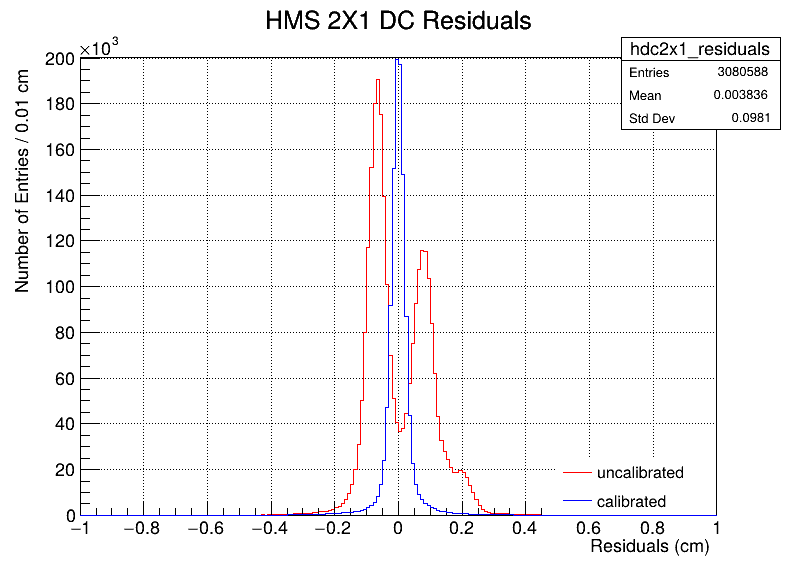 HMS 2X1 DC Residuals
×10³
hdc2x1_residuals
Entries 3080588
Mean 0.003836
Std Dev 0.0981
Number of Entries / 0.01 cm
200
180
160
140
120
100
80
60
40
20
0
uncalibrated
calibrated
−1 −0.8 −0.6 −0.4 −0.2 0 0.2 0.4 0.6 0.8 1
Residuals (cm)